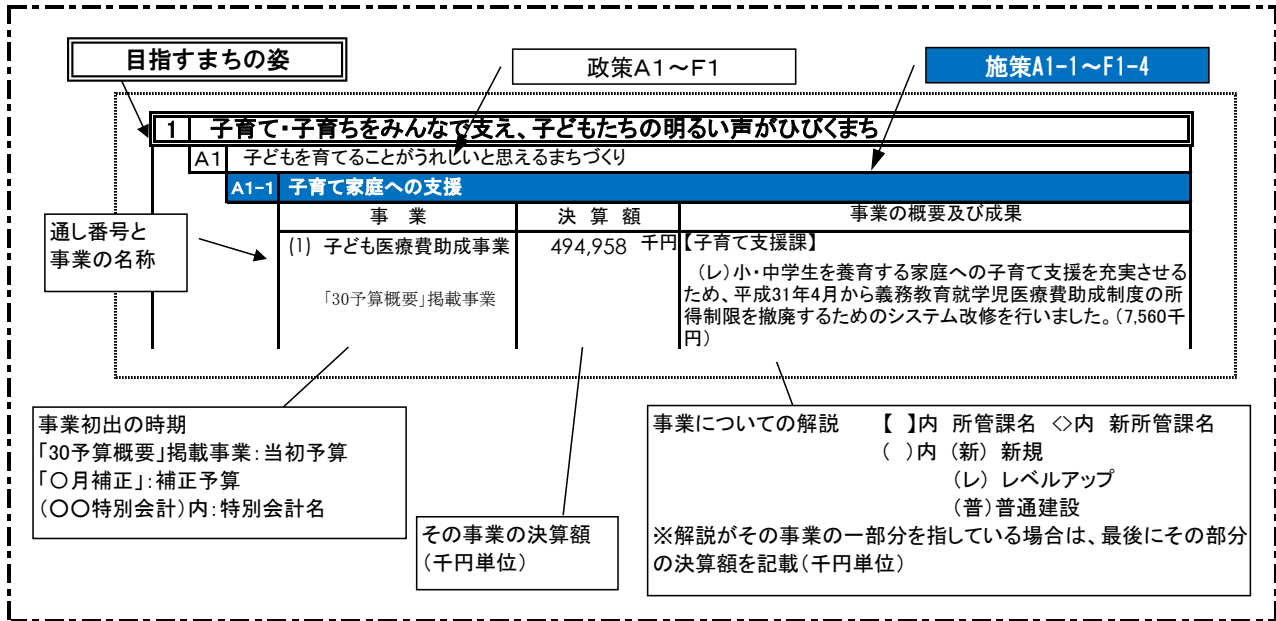 目指すまちの姿
政策A1～F1
施策A1-1～F1-4
1 子育て・子育ちをみんなで支え、子どもたちの明るい声がひびくまち
A1 子どもを育てることがうれしいと思えるまちづくり
A1-1 子育て家庭への支援
事 業 決 算 額 事業の概要及び成果
通し番号と
事業の名称
(1) 子ども医療費助成事業 494,958 千円 【子育て支援課】
「30予算概要」掲載事業
(レ)小・中学生を養育する家庭への子育て支援を充実させる
ため、平成31年4月から義務教育就学児医療費助成制度の所
得制限を撤廃するためのシステム改修を行いました。(7,560千
円)
事業初出の時期
「30予算概要」掲載事業：当初予算
「〇月補正」：補正予算
(〇〇特別会計)内：特別会計名
その事業の決算額
(千円単位)
事業についての解説 【 】内 所管課名 <>内 新所管課名
( )内 (新) 新規
(レ) レベルアップ
(普)普通建設
※解説がその事業の一部分を指している場合は、最後にその部分
の決算額を記載(千円単位)